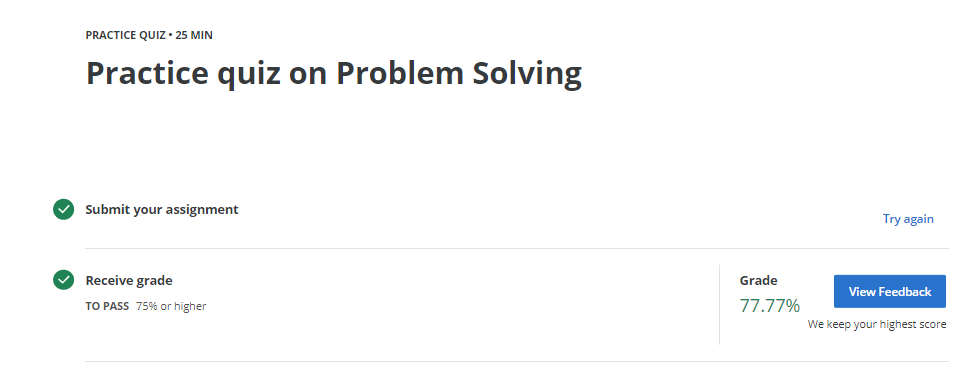 PRACTICE QUIZ • 25 MIN
Practice quiz on Problem Solving
Submit your assignment
Try again
Receive grade
TO PASS 75% or higher
Grade
77.77%
View Feedback
We keep your highest score